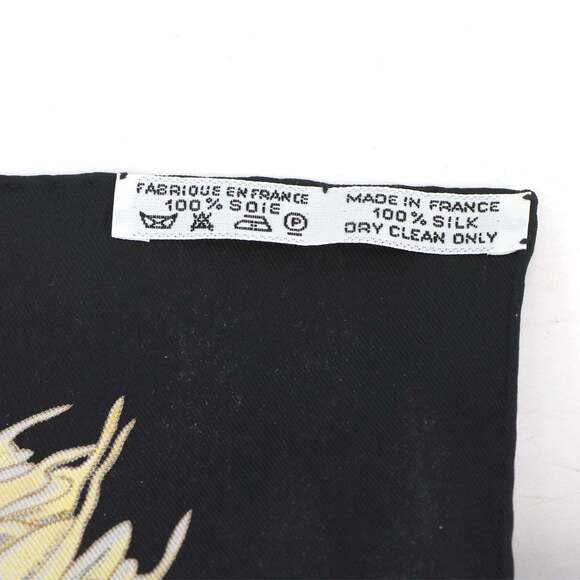 FABRIQUE EN FRANCE
100% SOIE
P
MADE IN FRANCE
100% SILK
DRY CLEAN ONLY